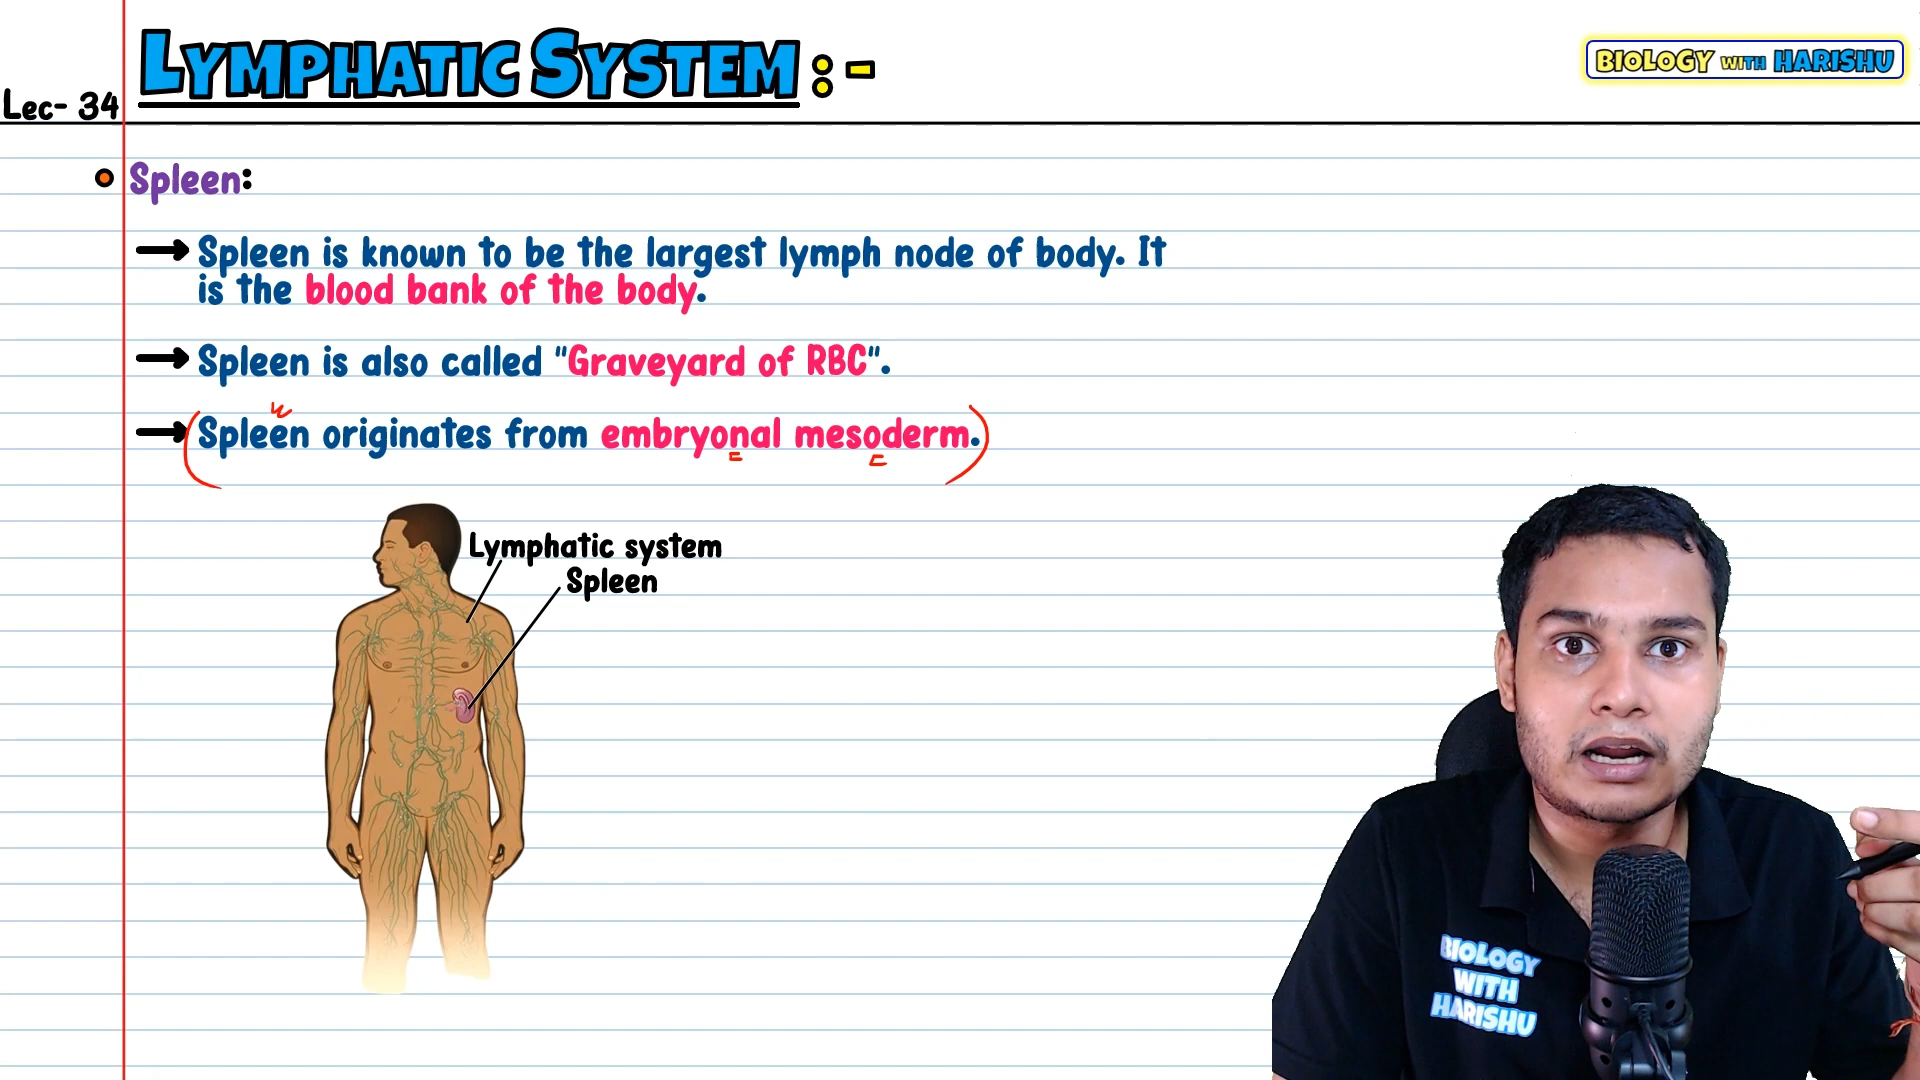 LYMPHATIC SYSTEM :-
BIOLOGY WITH HARISHU
Lec- 34
Spleen:
Spleen is known to be the largest lymph node of body. It
is the blood bank of the body.
Spleen is also called "Graveyard of RBC".
Spleen originates from embryonal mesoderm.
Lymphatic system
Spleen
BIOLOGY
WITH
HARISHU